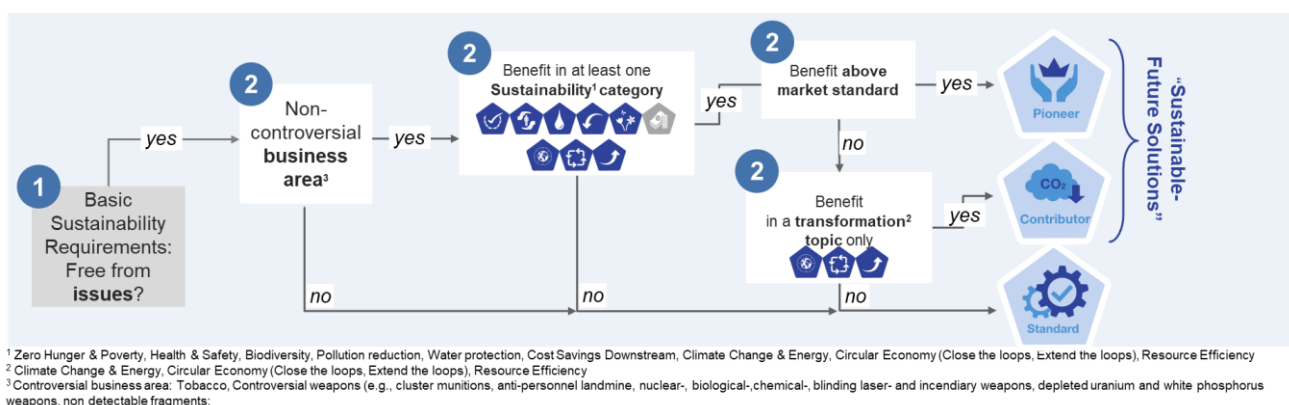 1
Basic
Sustainability
Requirements:
Free from
issues?
yes
2
Non-
controversial
business
area³
yes
no
2
Benefit in at least one
Sustainability¹ category
yes
no
2
Benefit above
market standard
yes
no
2
Benefit
in a transformation²
topic only
yes
no
Pioneer
CO₂
Contributor
Standard
"Sustainable-
Future Solutions"
¹ Zero Hunger & Poverty, Health & Safety, Biodiversity, Pollution reduction, Water protection, Cost Savings Downstream, Climate Change & Energy, Circular Economy (Close the loops, Extend the loops), Resource Efficiency
² Climate Change & Energy, Circular Economy (Close the loops, Extend the loops), Resource Efficiency
³ Controversial business area: Tobacco, Controversial weapons (e.g., cluster munitions, anti-personnel landmine, nuclear-, biological-,chemical-, blinding laser- and incendiary weapons, depleted uranium and white phosphorus
weapons, non detectable fragments;